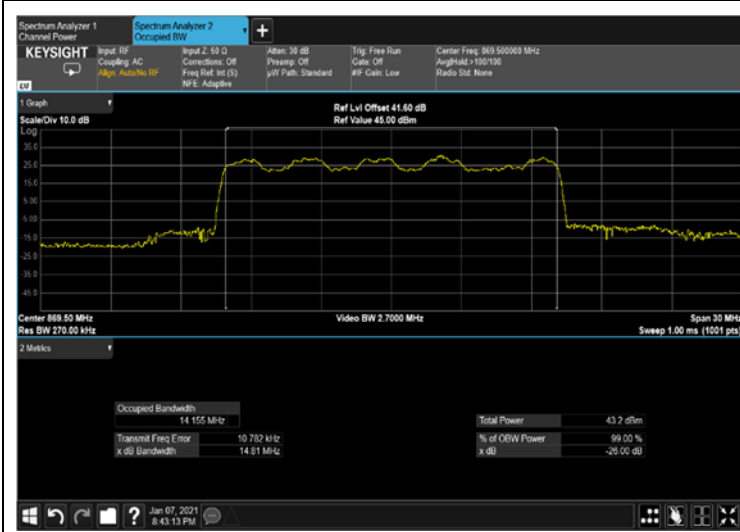 Spectrum Analyzer 1
Channel Power
Spectrum Analyzer 2
Occupied BW
+
KEYSIGHT
Input: RF
Coupling: AC
Align: Auto/No RF
Input Z: 50 Ω
Corrections: Off
Freq Ref: Int (S)
NFE: Adaptive
Atten: 30 dB
Preamp: Off
µW Path: Standard
Trig: Free Run
Gate: Off
#IF Gain: Low
Center Freq: 869.500000 MHz
Avg|Hold:>100/100
Radio Std: None
1 Graph
Scale/Div 10.0 dB
Ref Lvl Offset 41.60 dB
Ref Value 45.00 dBm
Log
35.0
25.0
15.0
5.00
-5.00
-15.0
-25.0
-35.0
-45.0
Center 869.50 MHz
Res BW 270.00 kHz
Video BW 2.7000 MHz
Span 30 MHz
Sweep 1.00 ms (1001 pts)
2 Metrics
Occupied Bandwidth
14.155 MHz
Transmit Freq Error 10.782 kHz
x dB Bandwidth 14.81 MHz
Total Power 43.2 dBm
% of OBW Power 99.00 %
x dB -26.00 dB
?
Jan 07, 2021
8:43:13 PM